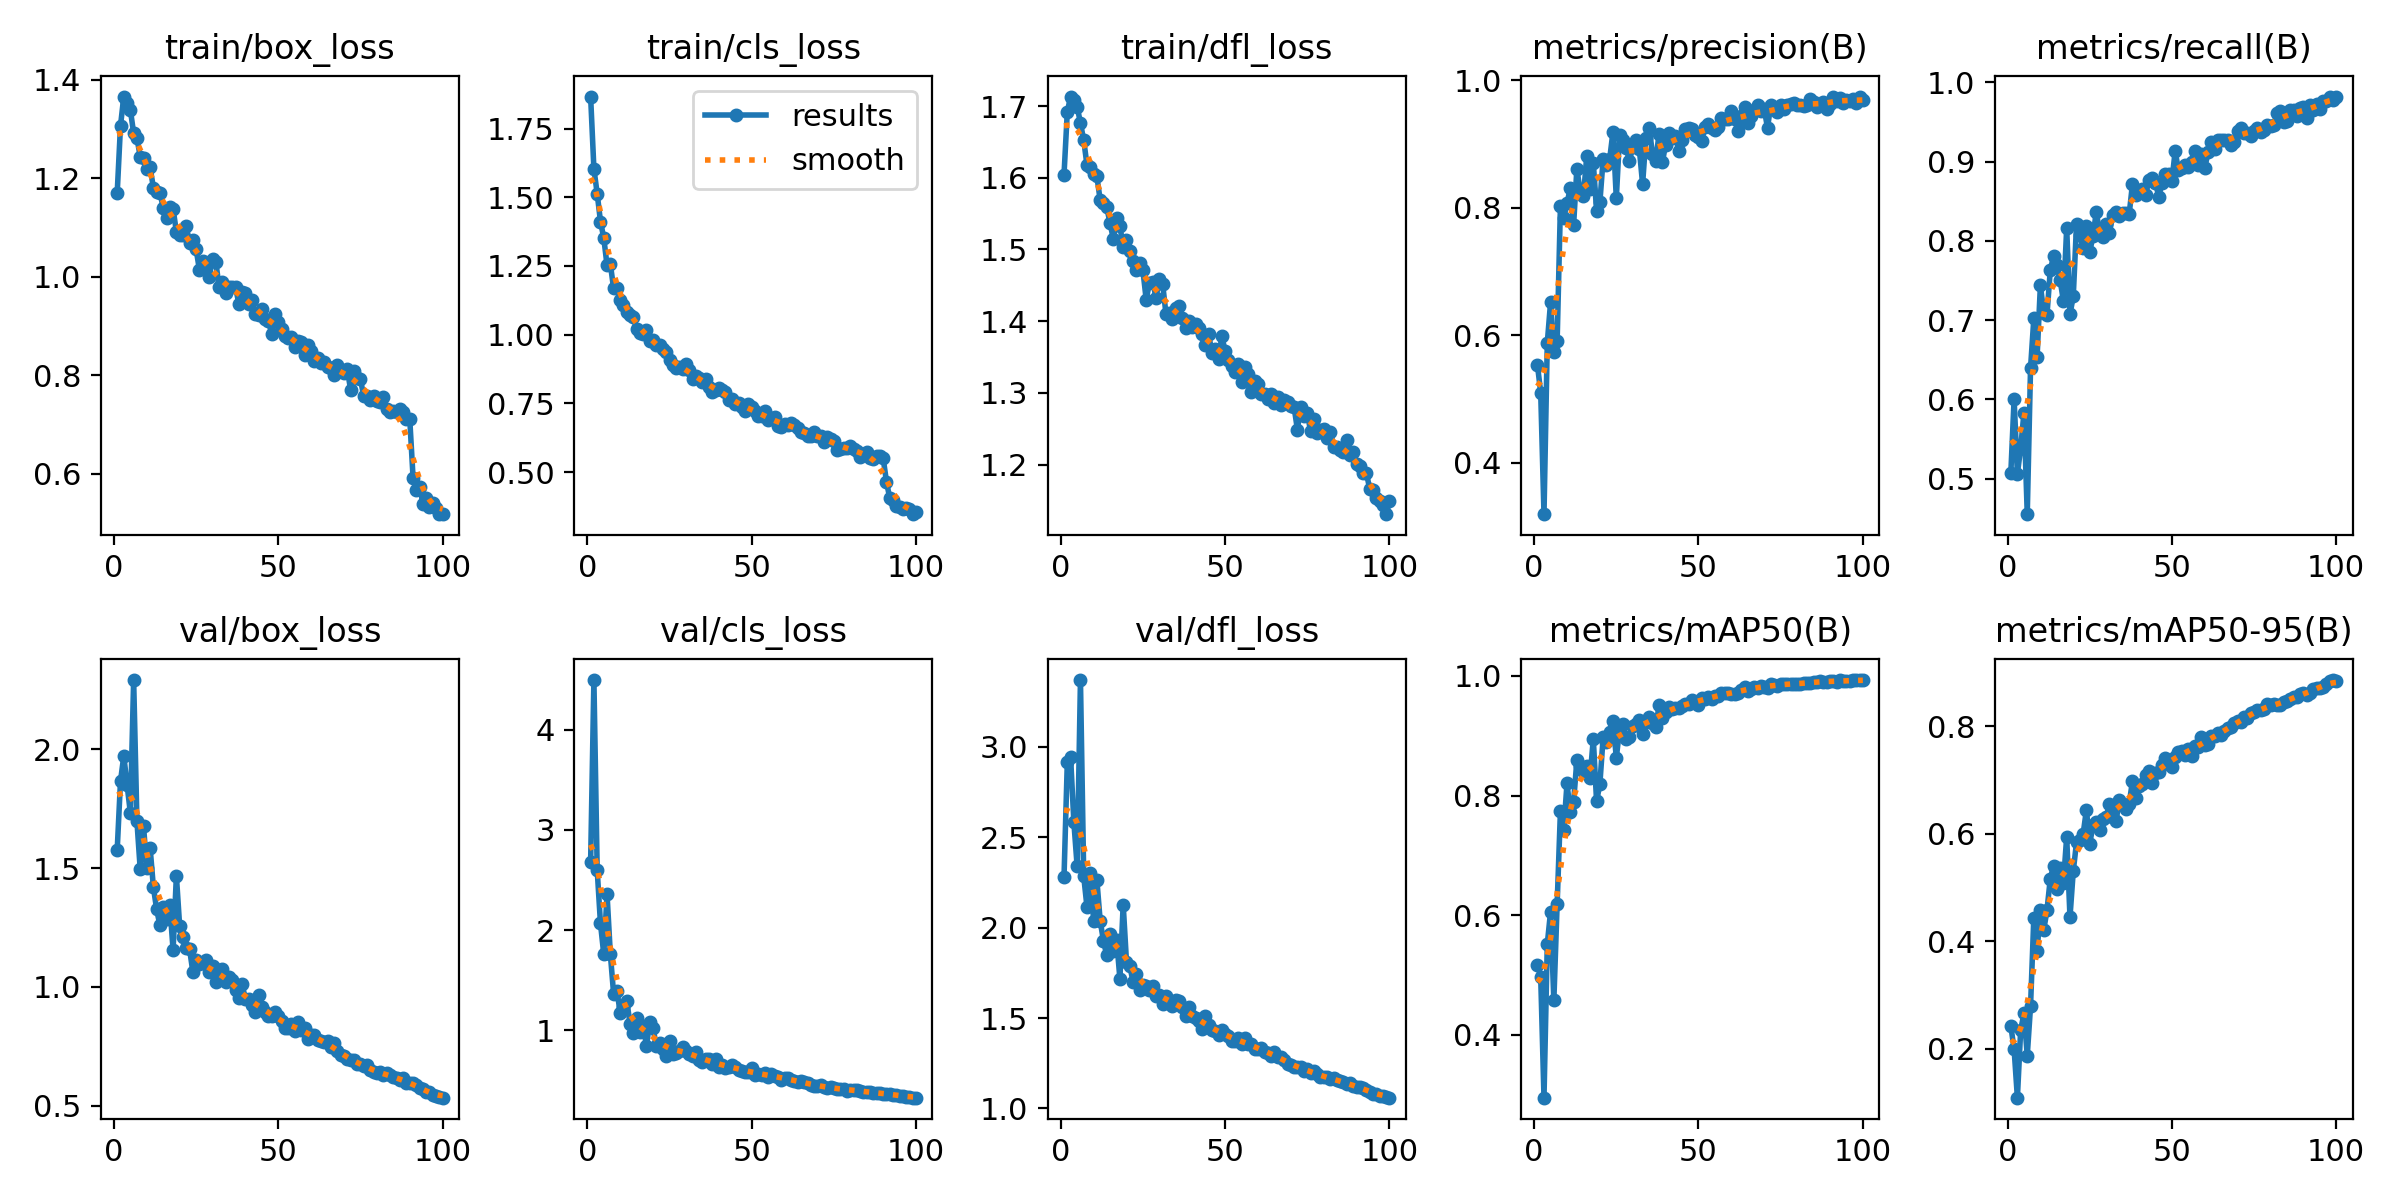 train/box_loss
1.4
1.2
1.0
0.8
0.6
0 50 100
train/cls_loss
results
smooth
1.75
1.50
1.25
1.00
0.75
0.50
0 50 100
train/dfl_loss
1.7
1.6
1.5
1.4
1.3
1.2
0 50 100
metrics/precision(B)
1.0
0.8
0.6
0.4
0 50 100
metrics/recall(B)
1.0
0.9
0.8
0.7
0.6
0.5
0 50 100
val/box_loss
2.0
1.5
1.0
0.5
0 50 100
val/cls_loss
4
3
2
1
0 50 100
val/dfl_loss
3.0
2.5
2.0
1.5
1.0
0 50 100
metrics/mAP50(B)
1.0
0.8
0.6
0.4
0 50 100
metrics/mAP50-95(B)
0.8
0.6
0.4
0.2
0 50 100